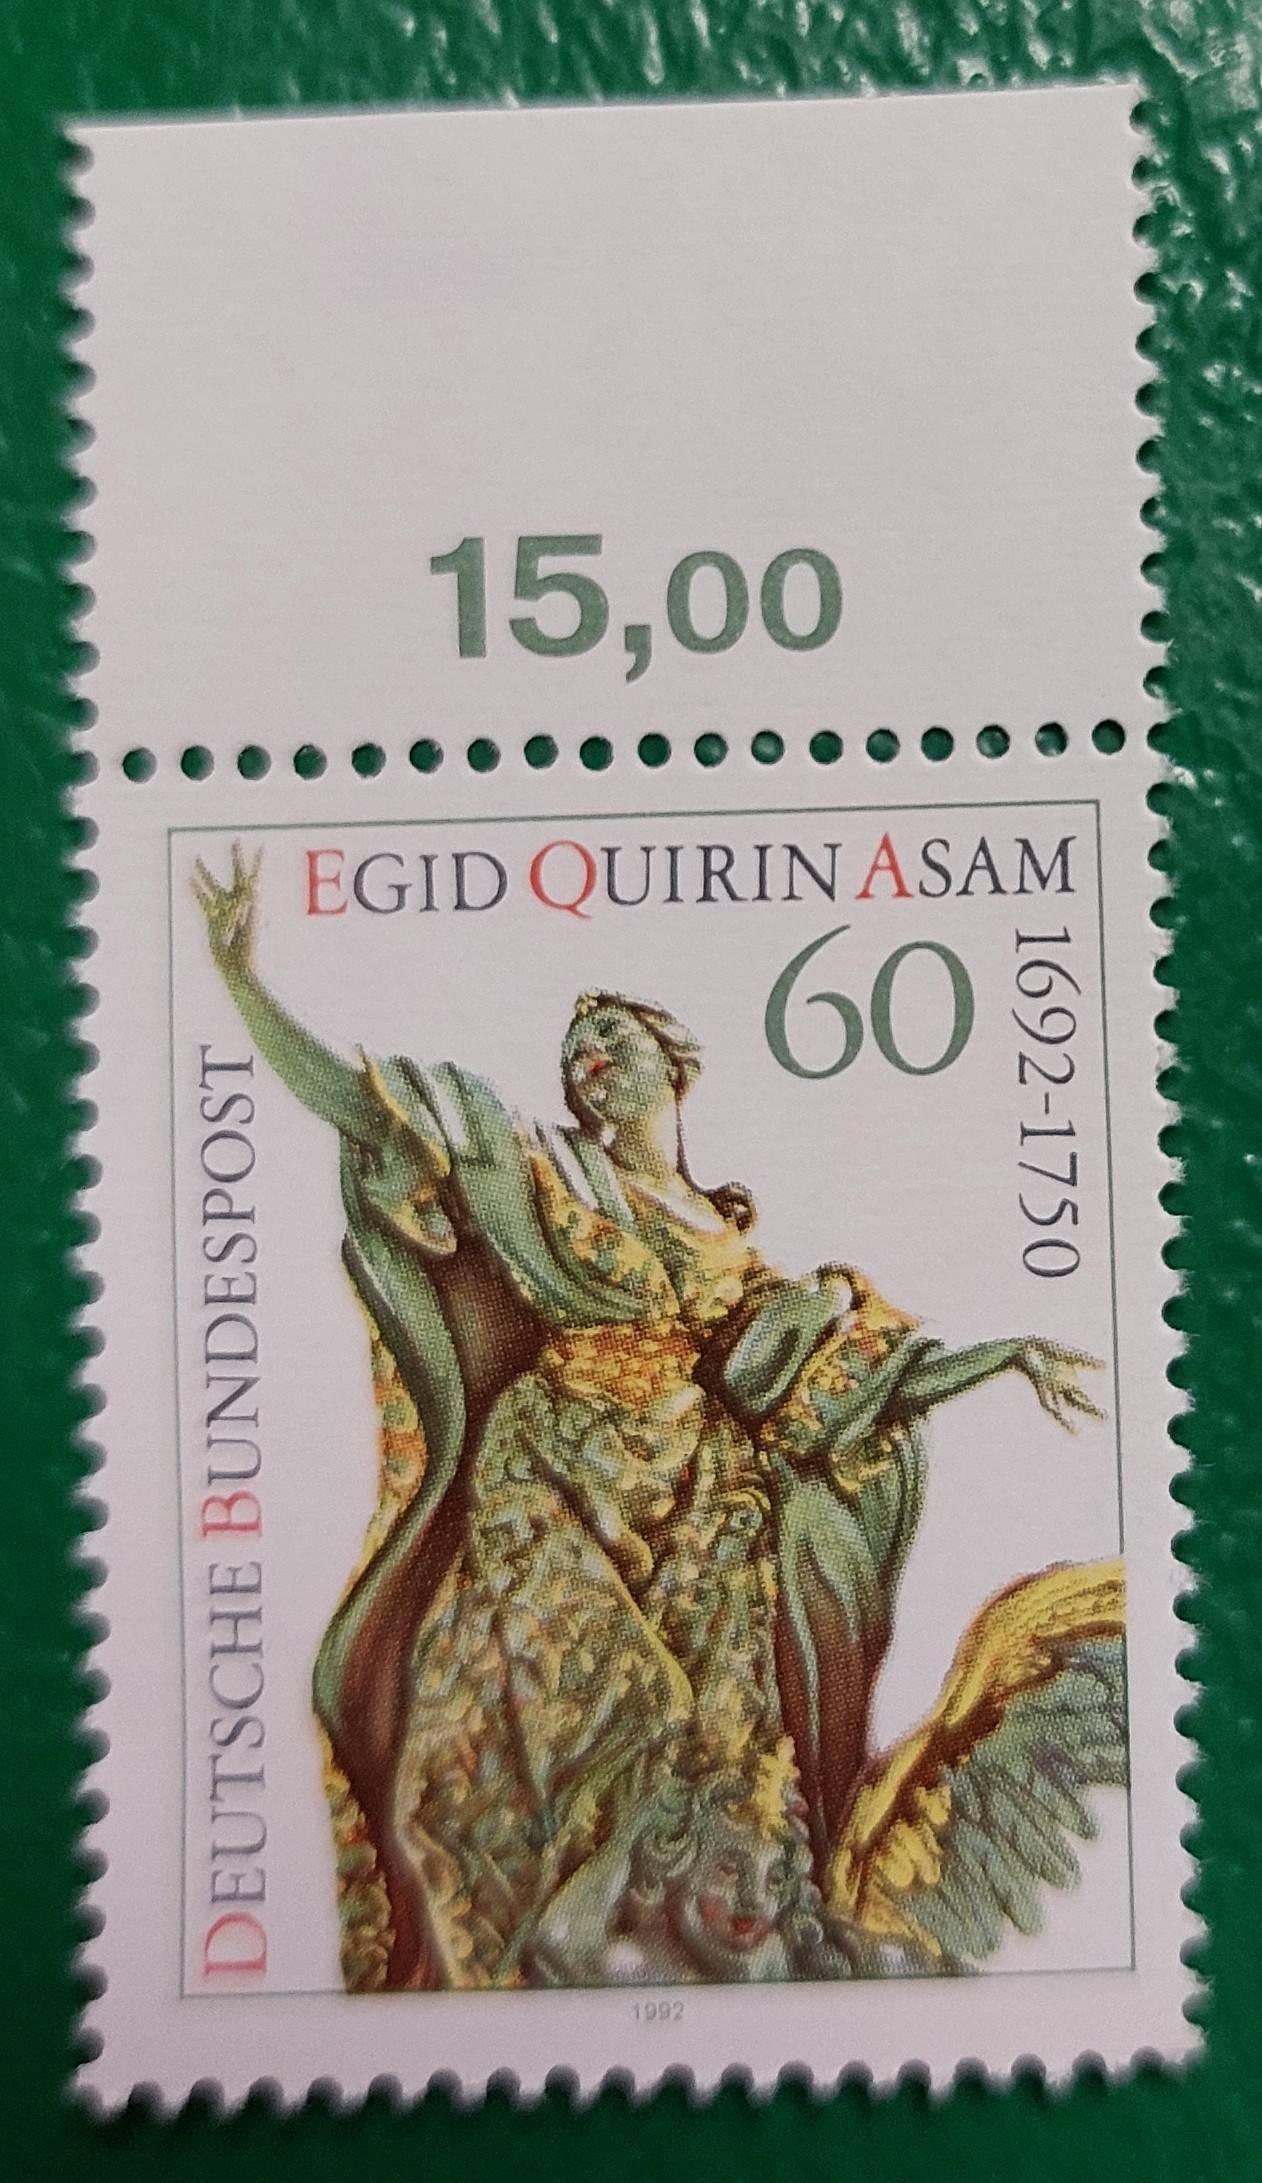 15,00
EGID QUIRIN ASAM
60
1692-1750
DEUTSCHE BUNDESPOST
1992